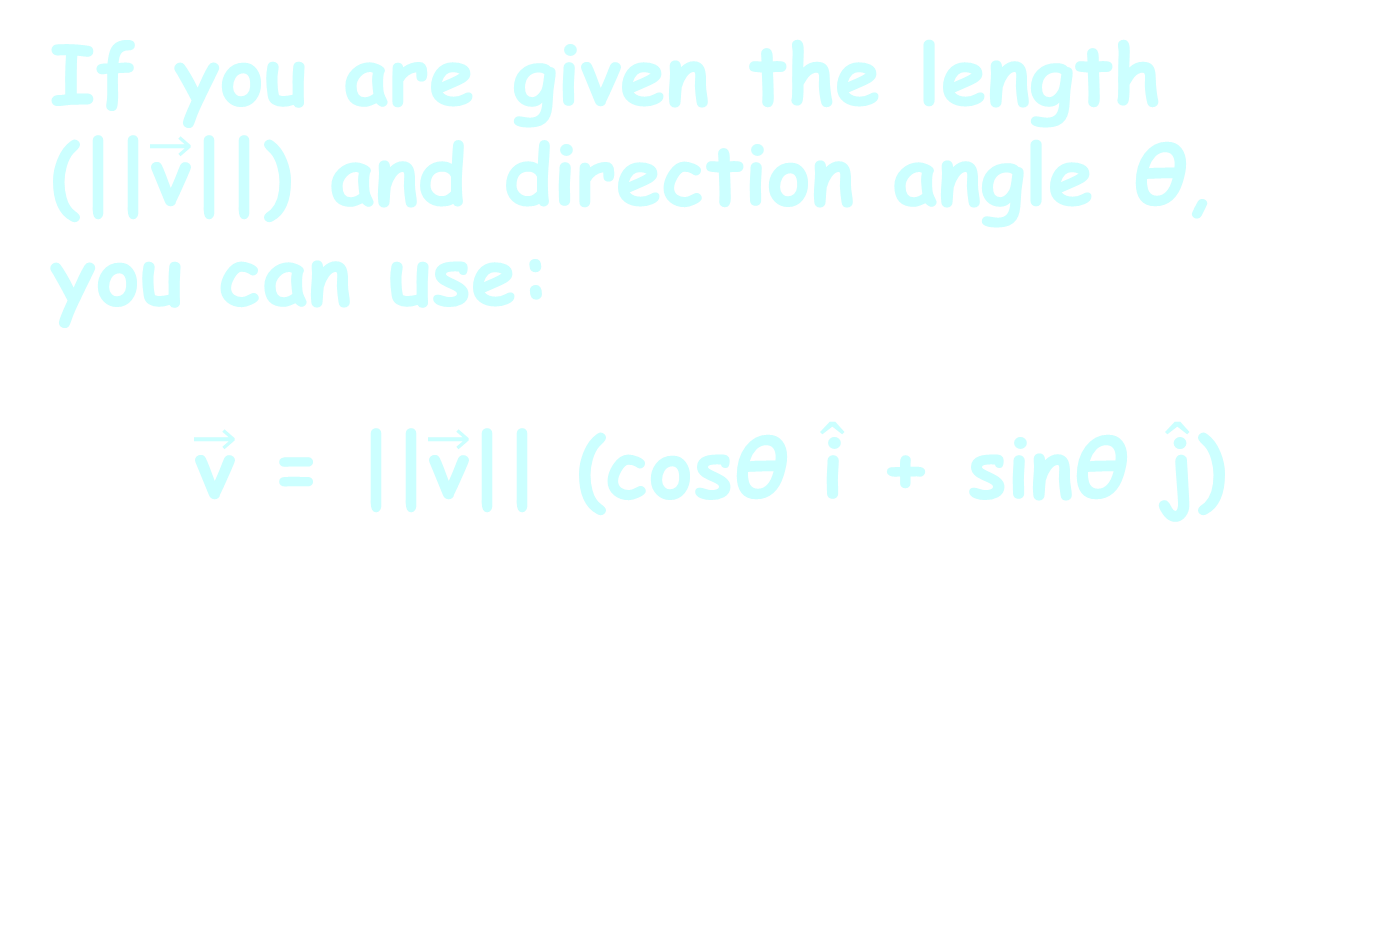 If you are given the length
(||v⃗||) and direction angle θ,
you can use:
v⃗ = ||v⃗|| (cosθ î + sinθ ĵ)